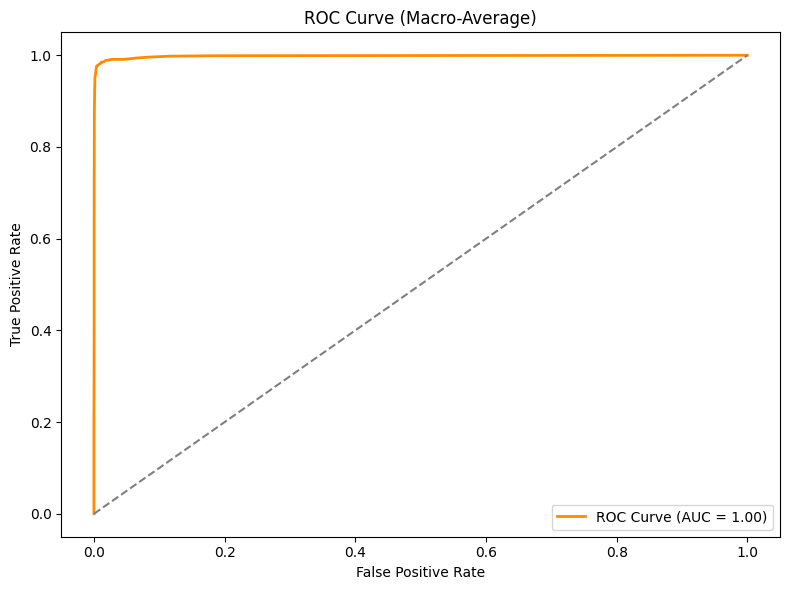 ROC Curve (Macro-Average)
True Positive Rate
1.0
0.8
0.6
0.4
0.2
0.0
0.0 0.2 0.4 0.6 0.8 1.0
False Positive Rate
ROC Curve (AUC = 1.00)